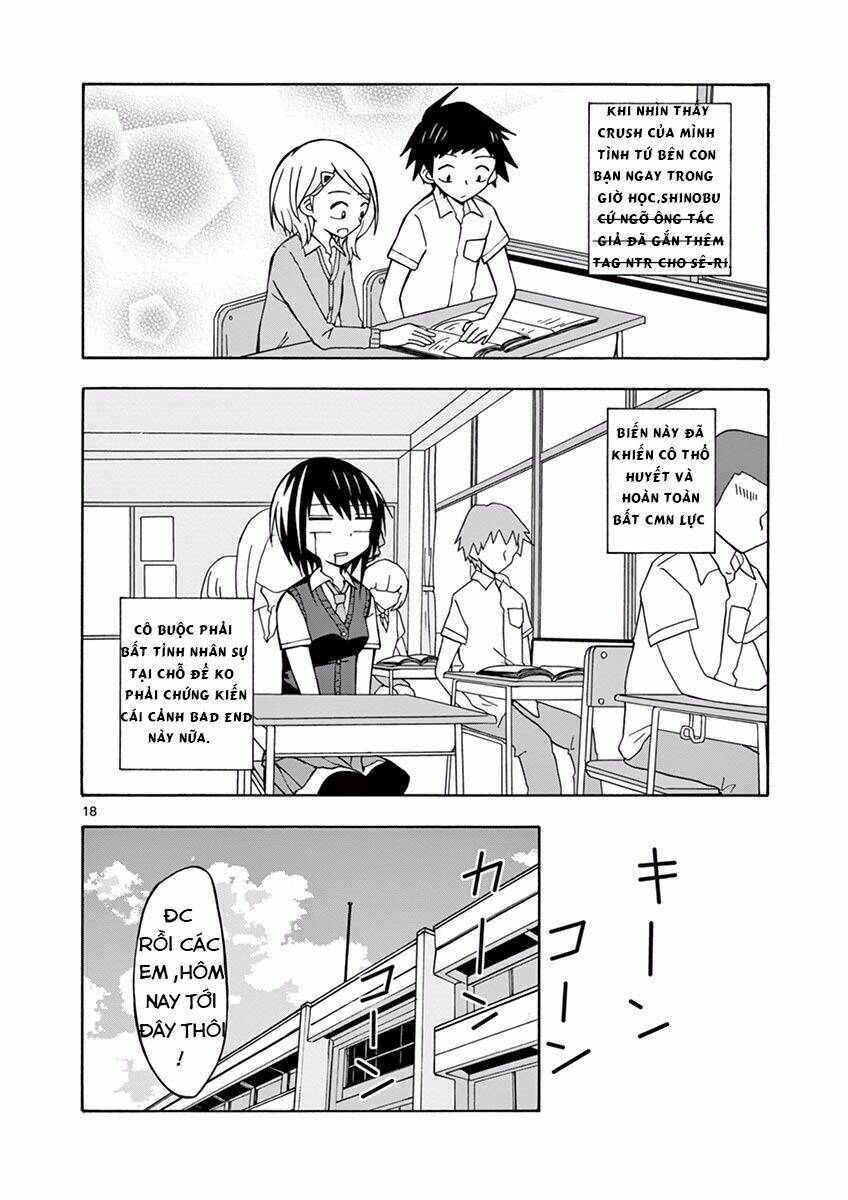 KHI NHÌN THẤY
CRUSH CỦA MÌNH
TÌNH TỨ BÊN CON
BẠN NGAY TRONG
GIỜ HỌC,SHINOBU
CỨ NGỠ ÔNG TÁC
GIẢ ĐÃ GẮN THÊM
TAG NTR CHO SÊ-RI.
BIẾN NÀY ĐÃ
KHIẾN CÔ THỔ
HUYẾT VÀ
HOÀN TOÀN
BẤT CMN LỰC
CÔ BUỘC PHẢI
BẤT TỈNH NHÂN SỰ
TẠI CHỖ ĐỂ KO
PHẢI CHỨNG KIẾN
CÁI CẢNH BAD END
NÀY NỮA.
18
キーン
コーン
カーン
コーン
ĐC
RỒI CÁC
EM ,HÔM
NAY TỚI
ĐÂY THÔI
!